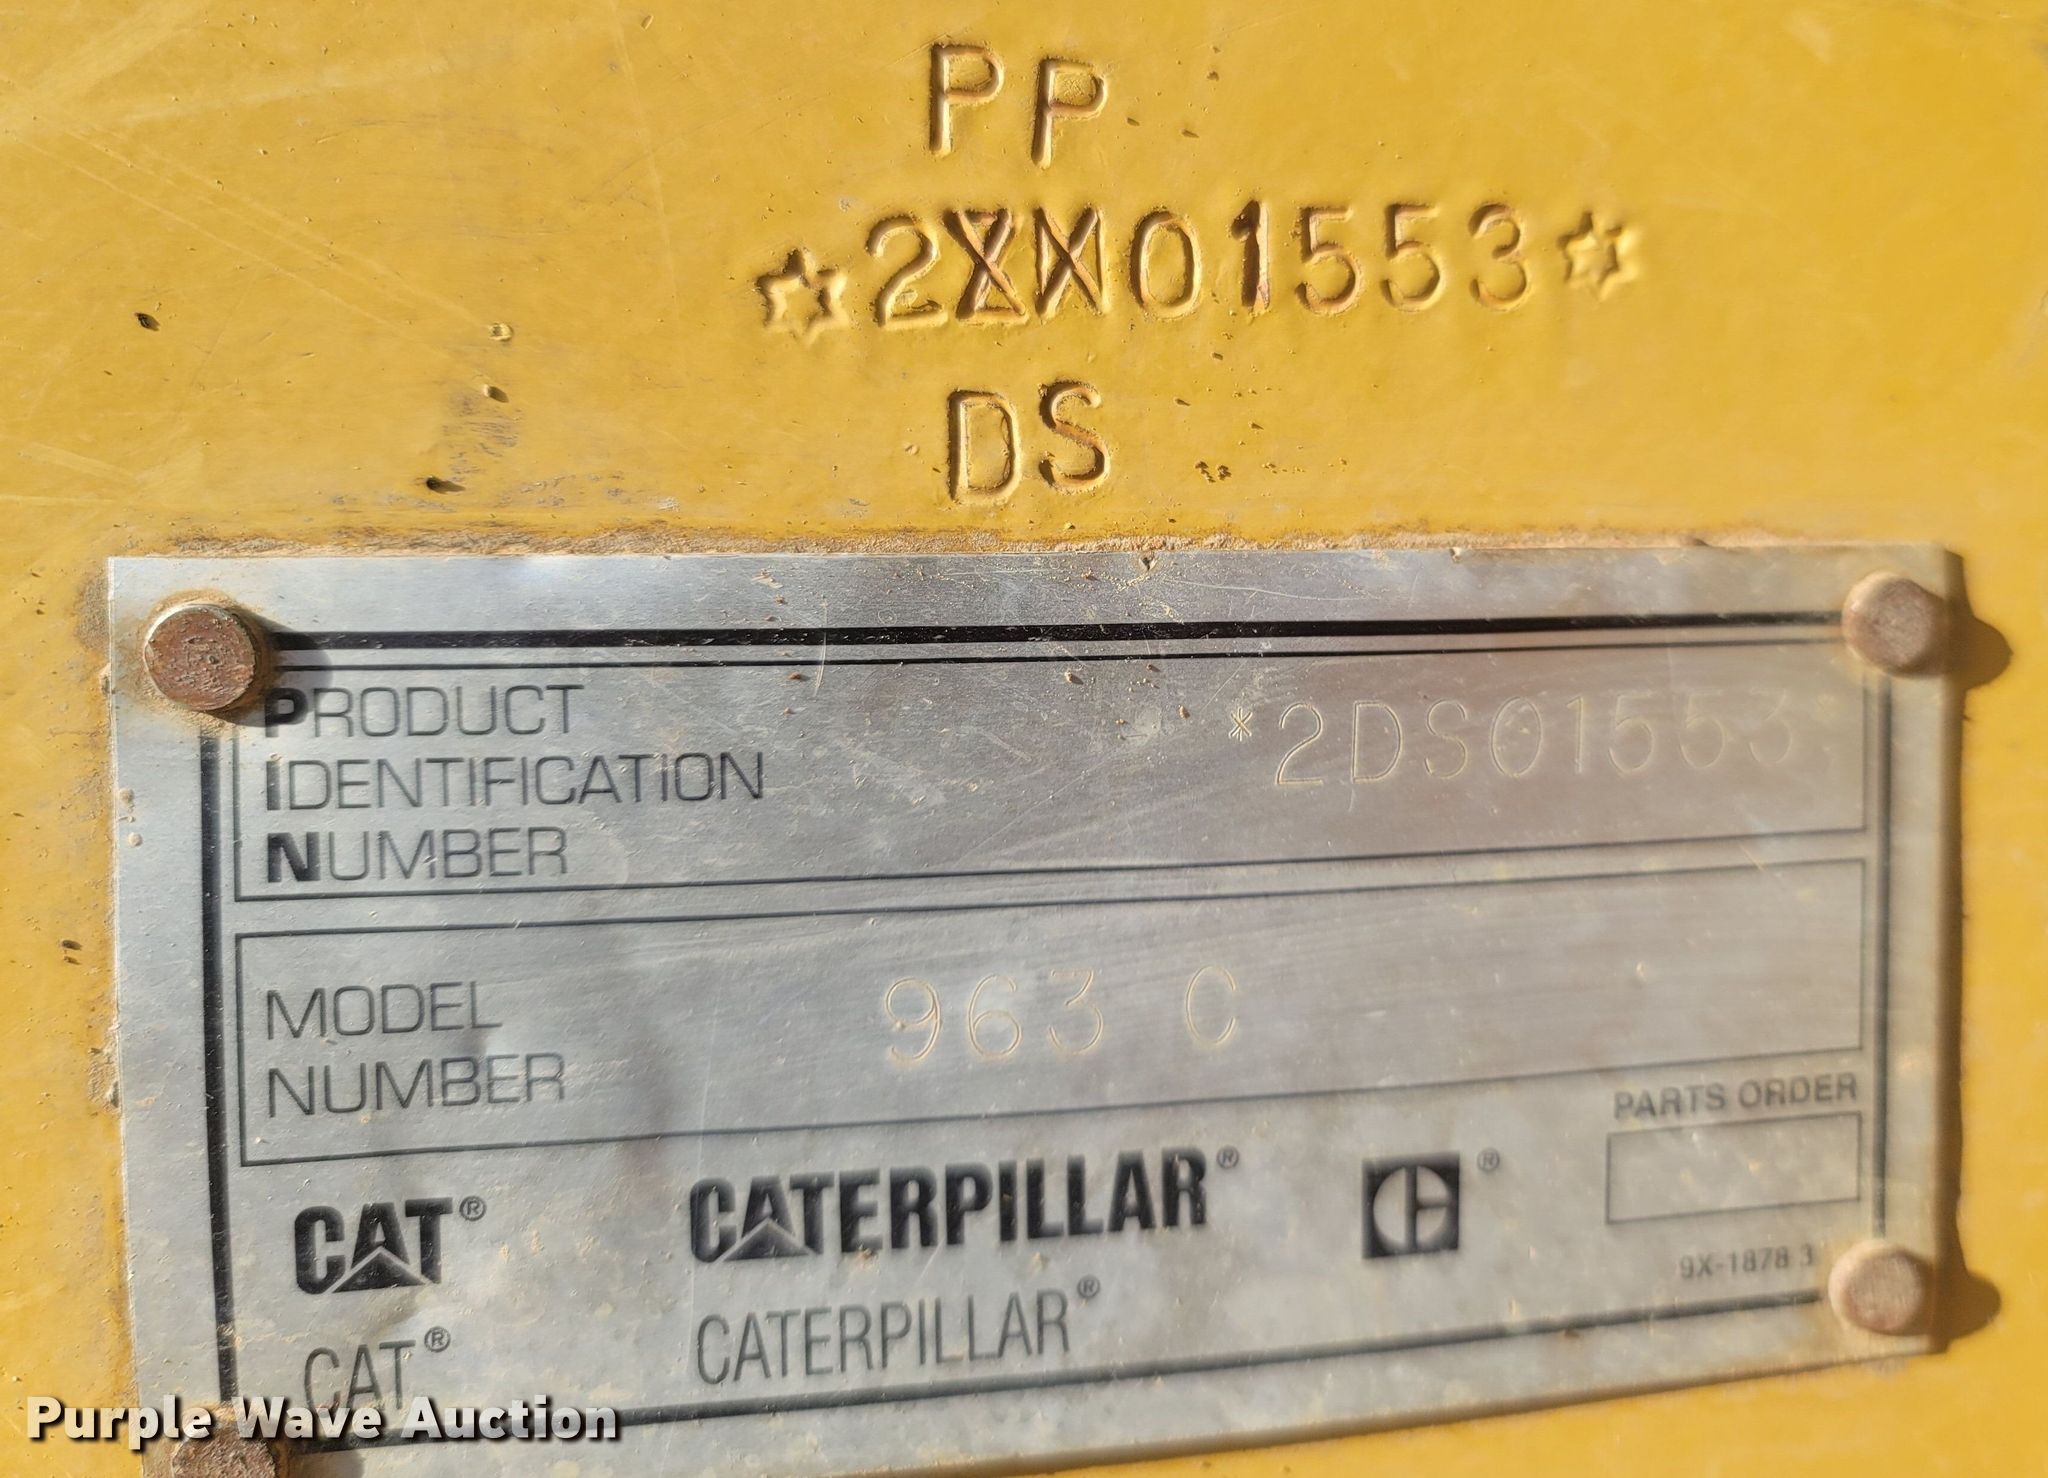 PP
*2XX01553*
DS
PRODUCT
IDENTIFICATION
NUMBER
*2DS01553*
MODEL
NUMBER
963 C
PARTS ORDER
CAT®
CATERPILLAR®
C ®
9X-1878 3
CAT®
CATERPILLAR®
Purple Wave Auction